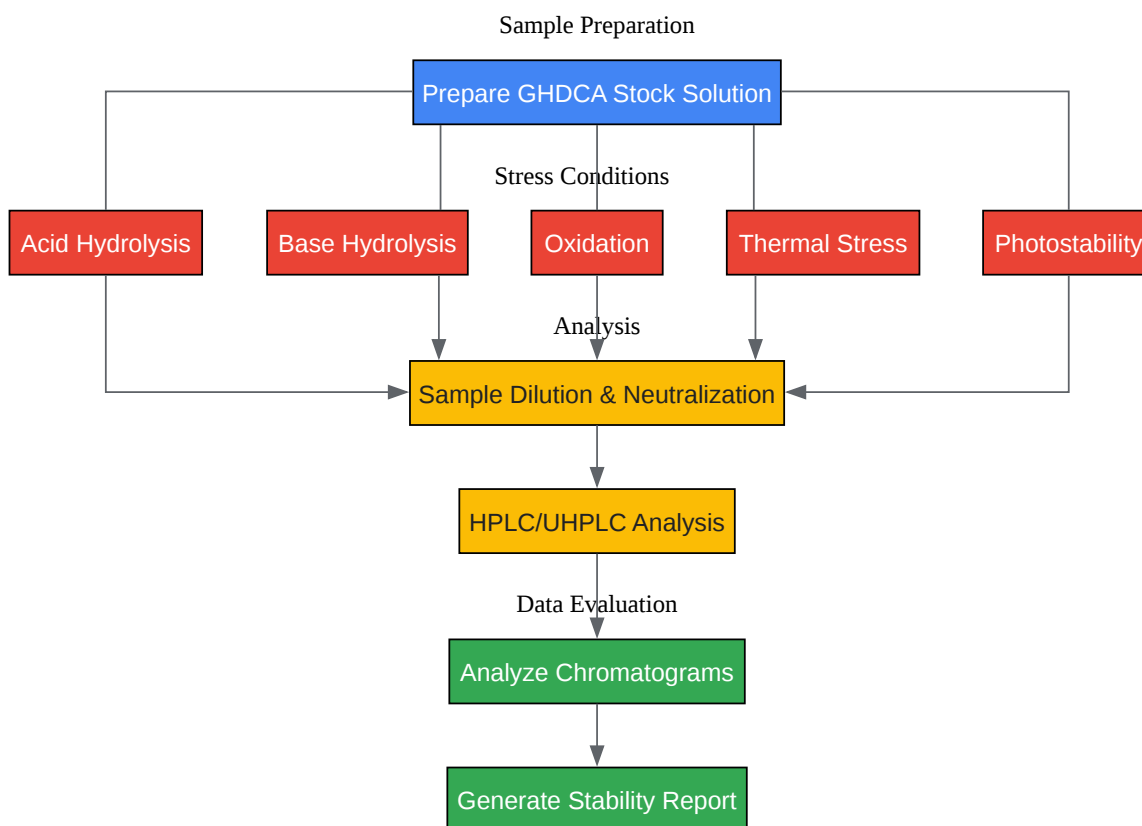 Sample Preparation
Prepare GHDCA Stock Solution
Stress Conditions
Acid Hydrolysis
Base Hydrolysis
Oxidation
Thermal Stress
Photostability
Analysis
Sample Dilution & Neutralization
HPLC/UHPLC Analysis
Data Evaluation
Analyze Chromatograms
Generate Stability Report